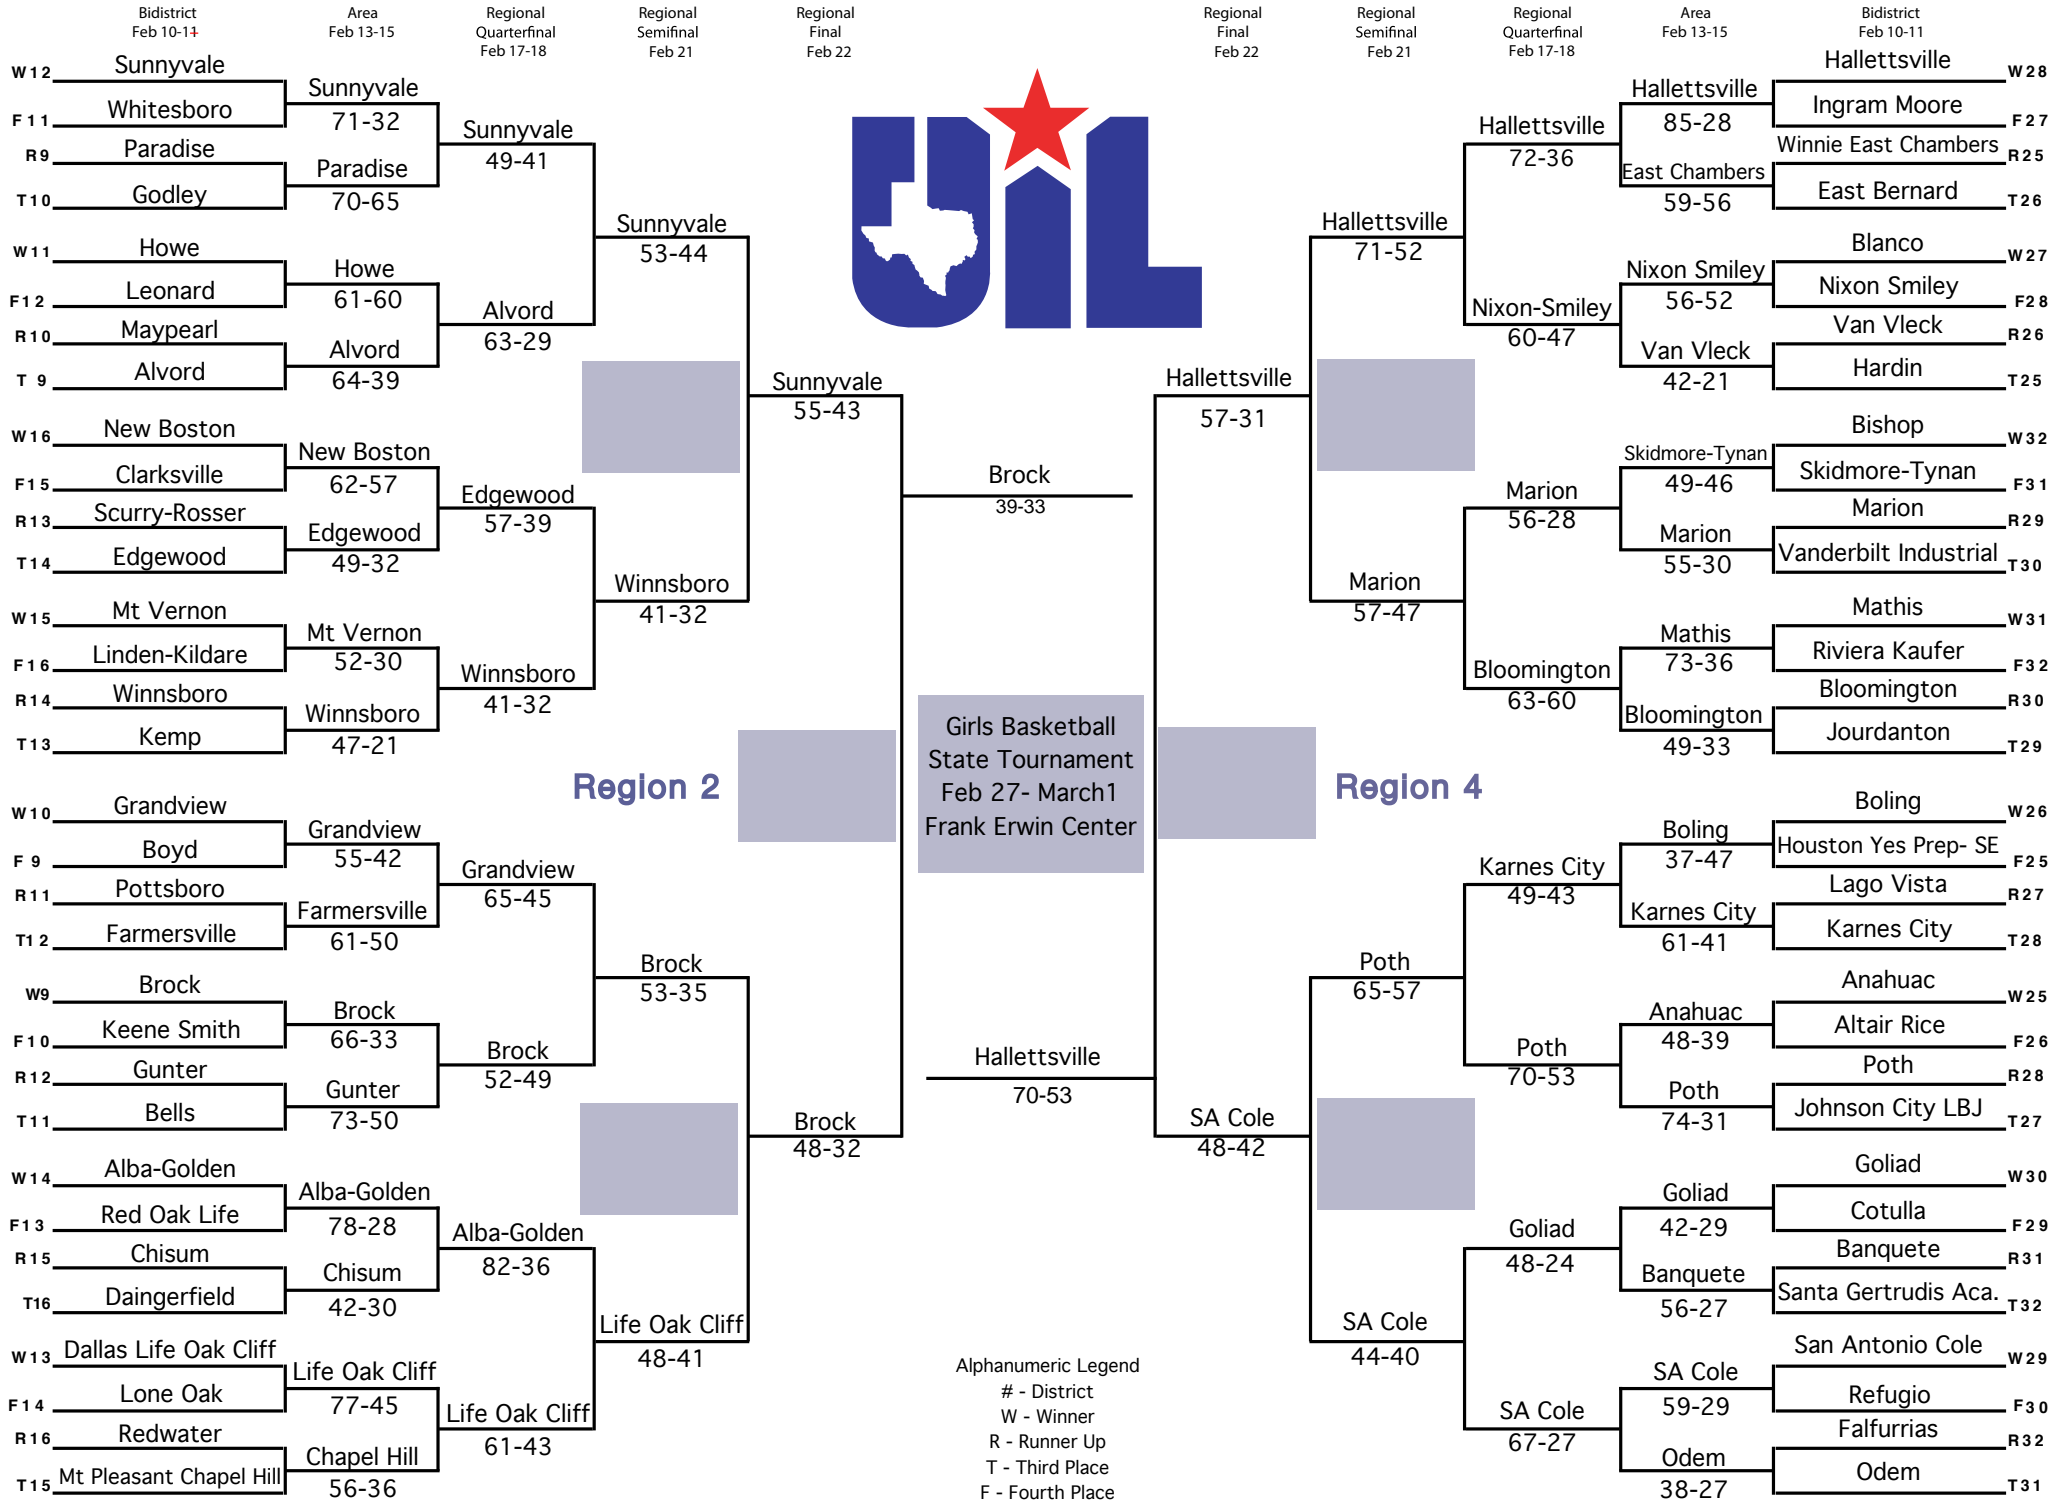 Bidistrict
Feb 10-11
Area
Feb 13-15
Regional
Quarterfinal
Feb 17-18
Regional
Semifinal
Feb 21
Regional
Final
Feb 22
Regional
Final
Feb 22
Regional
Semifinal
Feb 21
Regional
Quarterfinal
Feb 17-18
Area
Feb 13-15
Bidistrict
Feb 10-11
W12 Sunnyvale
F11 Whitesboro
R9 Paradise
T10 Godley
W11 Howe
F12 Leonard
R10 Maypearl
T 9 Alvord
W16 New Boston
F15 Clarksville
R13 Scurry-Rosser
T14 Edgewood
W15 Mt Vernon
F16 Linden-Kildare
R14 Winnsboro
T13 Kemp
W10 Grandview
F 9 Boyd
R11 Pottsboro
T12 Farmersville
W9 Brock
F10 Keene Smith
R12 Gunter
T11 Bells
W14 Alba-Golden
F13 Red Oak Life
R15 Chisum
T16 Daingerfield
W13 Dallas Life Oak Cliff
F14 Lone Oak
R16 Redwater
T15 Mt Pleasant Chapel Hill
Sunnyvale
71-32
Paradise
70-65
Howe
61-60
Alvord
64-39
New Boston
62-57
Edgewood
49-32
Mt Vernon
52-30
Winnsboro
47-21
Grandview
55-42
Farmersville
61-50
Brock
66-33
Gunter
73-50
Alba-Golden
78-28
Chisum
42-30
Life Oak Cliff
77-45
Chapel Hill
56-36
Sunnyvale
49-41
Alvord
63-29
Edgewood
57-39
Winnsboro
41-32
Grandview
65-45
Brock
52-49
Alba-Golden
82-36
Life Oak Cliff
61-43
Sunnyvale
53-44
Winnsboro
41-32
Brock
53-35
Life Oak Cliff
48-41
Sunnyvale
55-43
Brock
48-32
Region 2
UIL
Brock
39-33
Girls Basketball
State Tournament
Feb 27- March1
Frank Erwin Center
Hallettsville
70-53
Alphanumeric Legend
# - District
W - Winner
R - Runner Up
T - Third Place
F - Fourth Place
Region 4
Hallettsville
57-31
SA Cole
48-42
Hallettsville
71-52
Marion
57-47
Poth
65-57
SA Cole
44-40
Hallettsville
72-36
Nixon-Smiley
60-47
Marion
56-28
Bloomington
63-60
Karnes City
49-43
Poth
70-53
Goliad
48-24
SA Cole
67-27
Hallettsville
85-28
East Chambers
59-56
Nixon Smiley
56-52
Van Vleck
42-21
Skidmore-Tynan
49-46
Marion
55-30
Mathis
73-36
Bloomington
49-33
Boling
37-47
Karnes City
61-41
Anahuac
48-39
Poth
74-31
Goliad
42-29
Banquete
56-27
SA Cole
59-29
Odem
38-27
Hallettsville W28
Ingram Moore F27
Winnie East Chambers R25
East Bernard T26
Blanco W27
Nixon Smiley F28
Van Vleck R26
Hardin T25
Bishop W32
Skidmore-Tynan F31
Marion R29
Vanderbilt Industrial T30
Mathis W31
Riviera Kaufer F32
Bloomington R30
Jourdanton T29
Boling W26
Houston Yes Prep- SE F25
Lago Vista R27
Karnes City T28
Anahuac W25
Altair Rice F26
Poth R28
Johnson City LBJ T27
Goliad W30
Cotulla F29
Banquete R31
Santa Gertrudis Aca. T32
San Antonio Cole W29
Refugio F30
Falfurrias R32
Odem T31